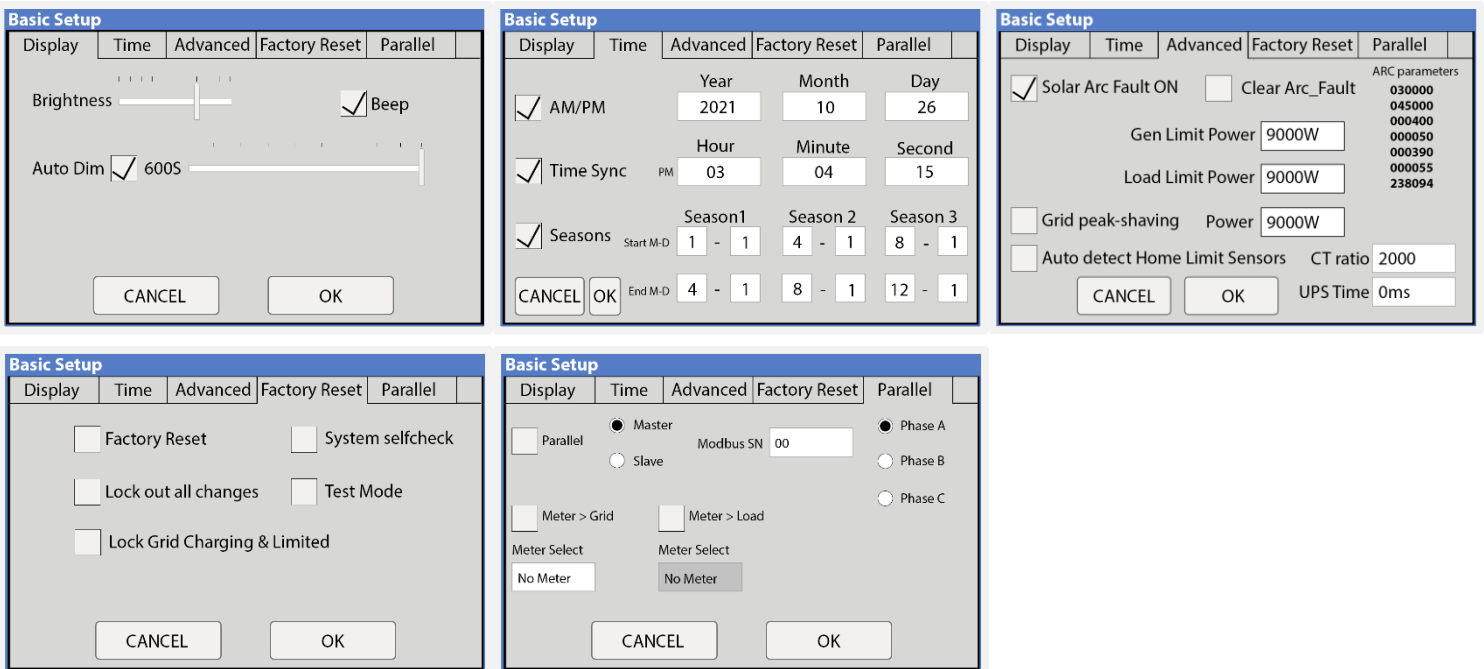 Basic Setup
Display Time Advanced Factory Reset Parallel
Brightness Beep
Auto Dim 600S
CANCEL OK
Basic Setup
Display Time Advanced Factory Reset Parallel
Year Month Day
AM/PM 2021 10 26
Hour Minute Second
Time Sync PM 03 04 15
Season1 Season 2 Season 3
Seasons Start M-D 1 - 1 4 - 1 8 - 1
CANCEL OK End M-D 4 - 1 8 - 1 12 - 1
Basic Setup
Display Time Advanced Factory Reset Parallel
ARC parameters
Solar Arc Fault ON Clear Arc_Fault 030000
045000
000400
Gen Limit Power 9000W 000050
000390
000055
Load Limit Power 9000W 238094
Grid peak-shaving Power 9000W
Auto detect Home Limit Sensors CT ratio 2000
CANCEL OK UPS Time 0ms
Basic Setup
Display Time Advanced Factory Reset Parallel
Factory Reset System selfcheck
Lock out all changes Test Mode
Lock Grid Charging & Limited
CANCEL OK
Basic Setup
Display Time Advanced Factory Reset Parallel
Master Phase A
Parallel Modbus SN 00
Slave Phase B
Phase C
Meter > Grid Meter > Load
Meter Select Meter Select
No Meter No Meter
CANCEL OK